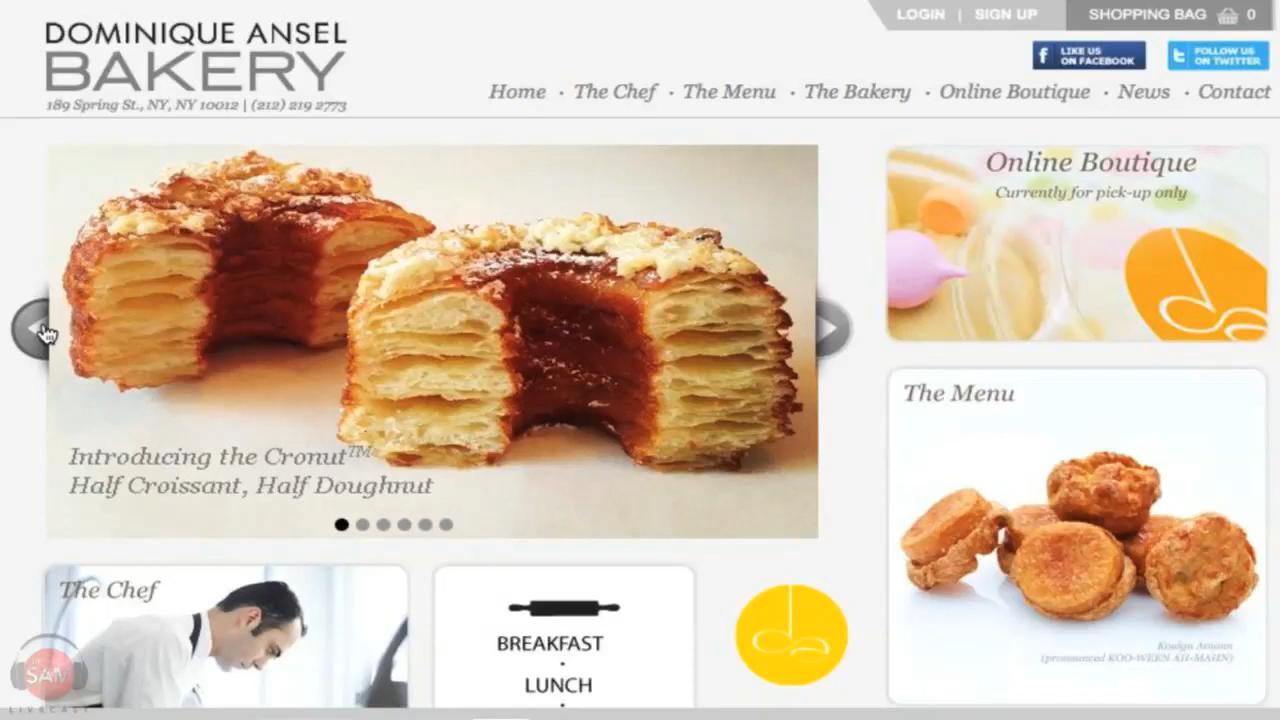 LOGIN | SIGN UP
SHOPPING BAG 0
DOMINIQUE ANSEL
BAKERY
189 Spring St., NY, NY 10012 | (212) 219 2773
LIKE US
ON FACEBOOK
FOLLOW US
ON TWITTER
Home · The Chef · The Menu · The Bakery · Online Boutique · News · Contact
Introducing the Cronut™
Half Croissant, Half Doughnut
Online Boutique
Currently for pick-up only
The Menu
Kouign Amann
(pronounced KOO-WEEN AH-MAHN)
The Chef
BREAKFAST
·
LUNCH
SAM
LIVECAST